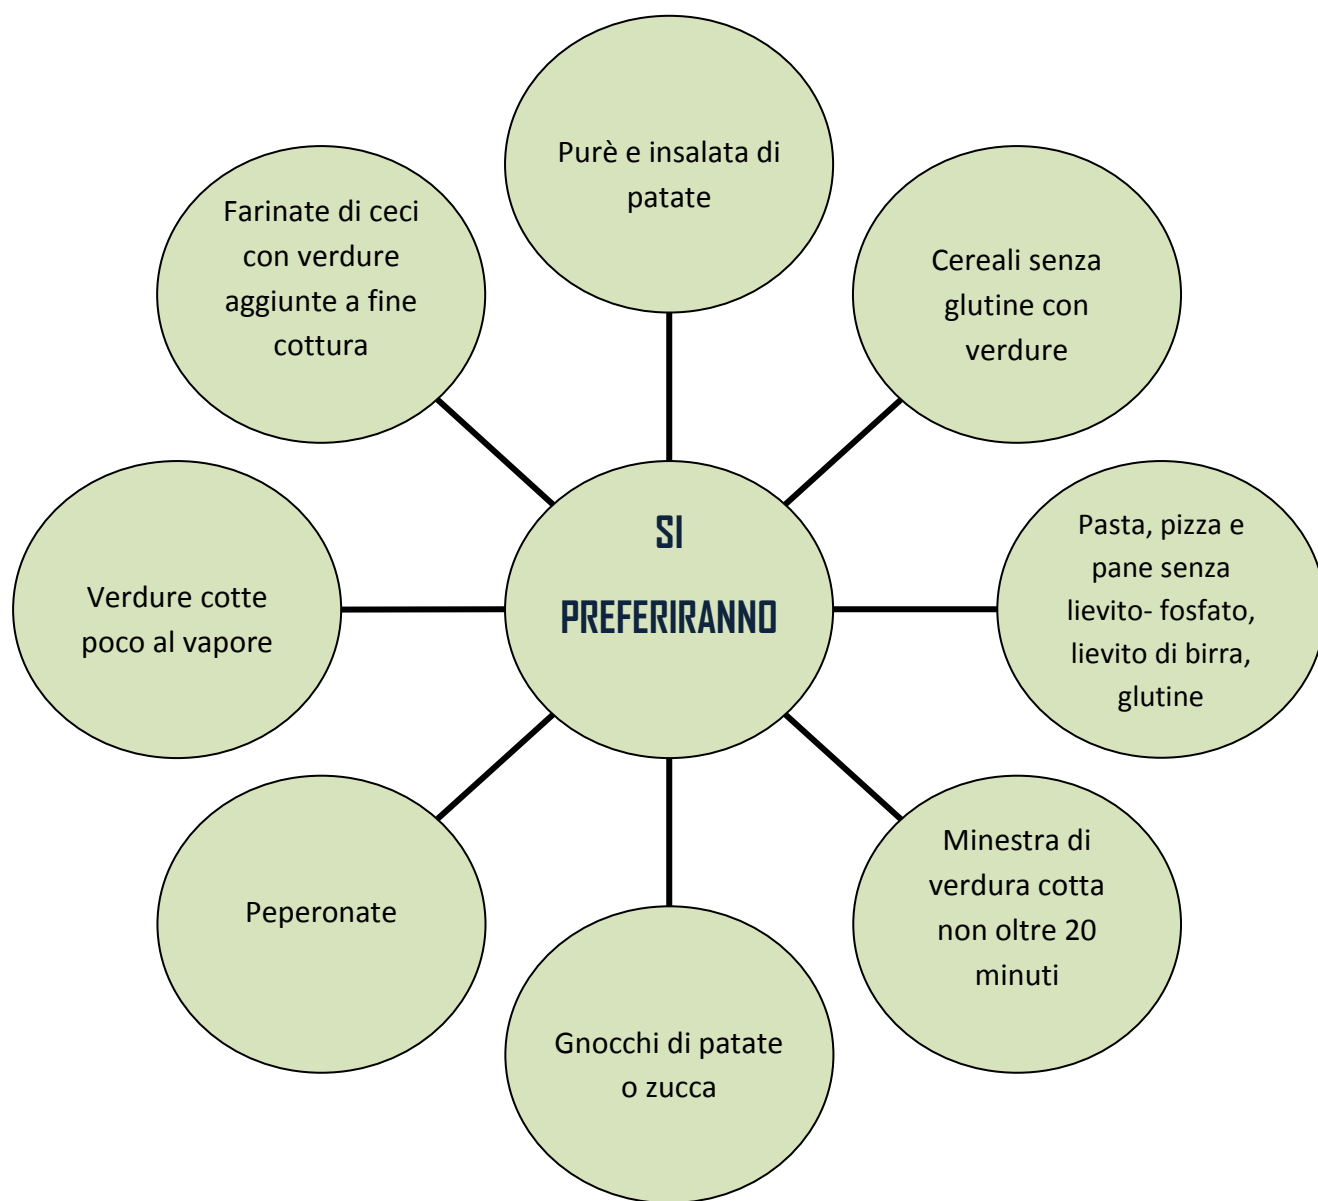 Purè e insalata di
patate
Farinate di ceci
con verdure
aggiunte a fine
cottura
Cereali senza
glutine con
verdure
SI
PREFERIRANNO
Pasta, pizza e
pane senza
lievito- fosfato,
lievito di birra,
glutine
Verdure cotte
poco al vapore
Peperonate
Minestra di
verdura cotta
non oltre 20
minuti
Gnocchi di patate
o zucca